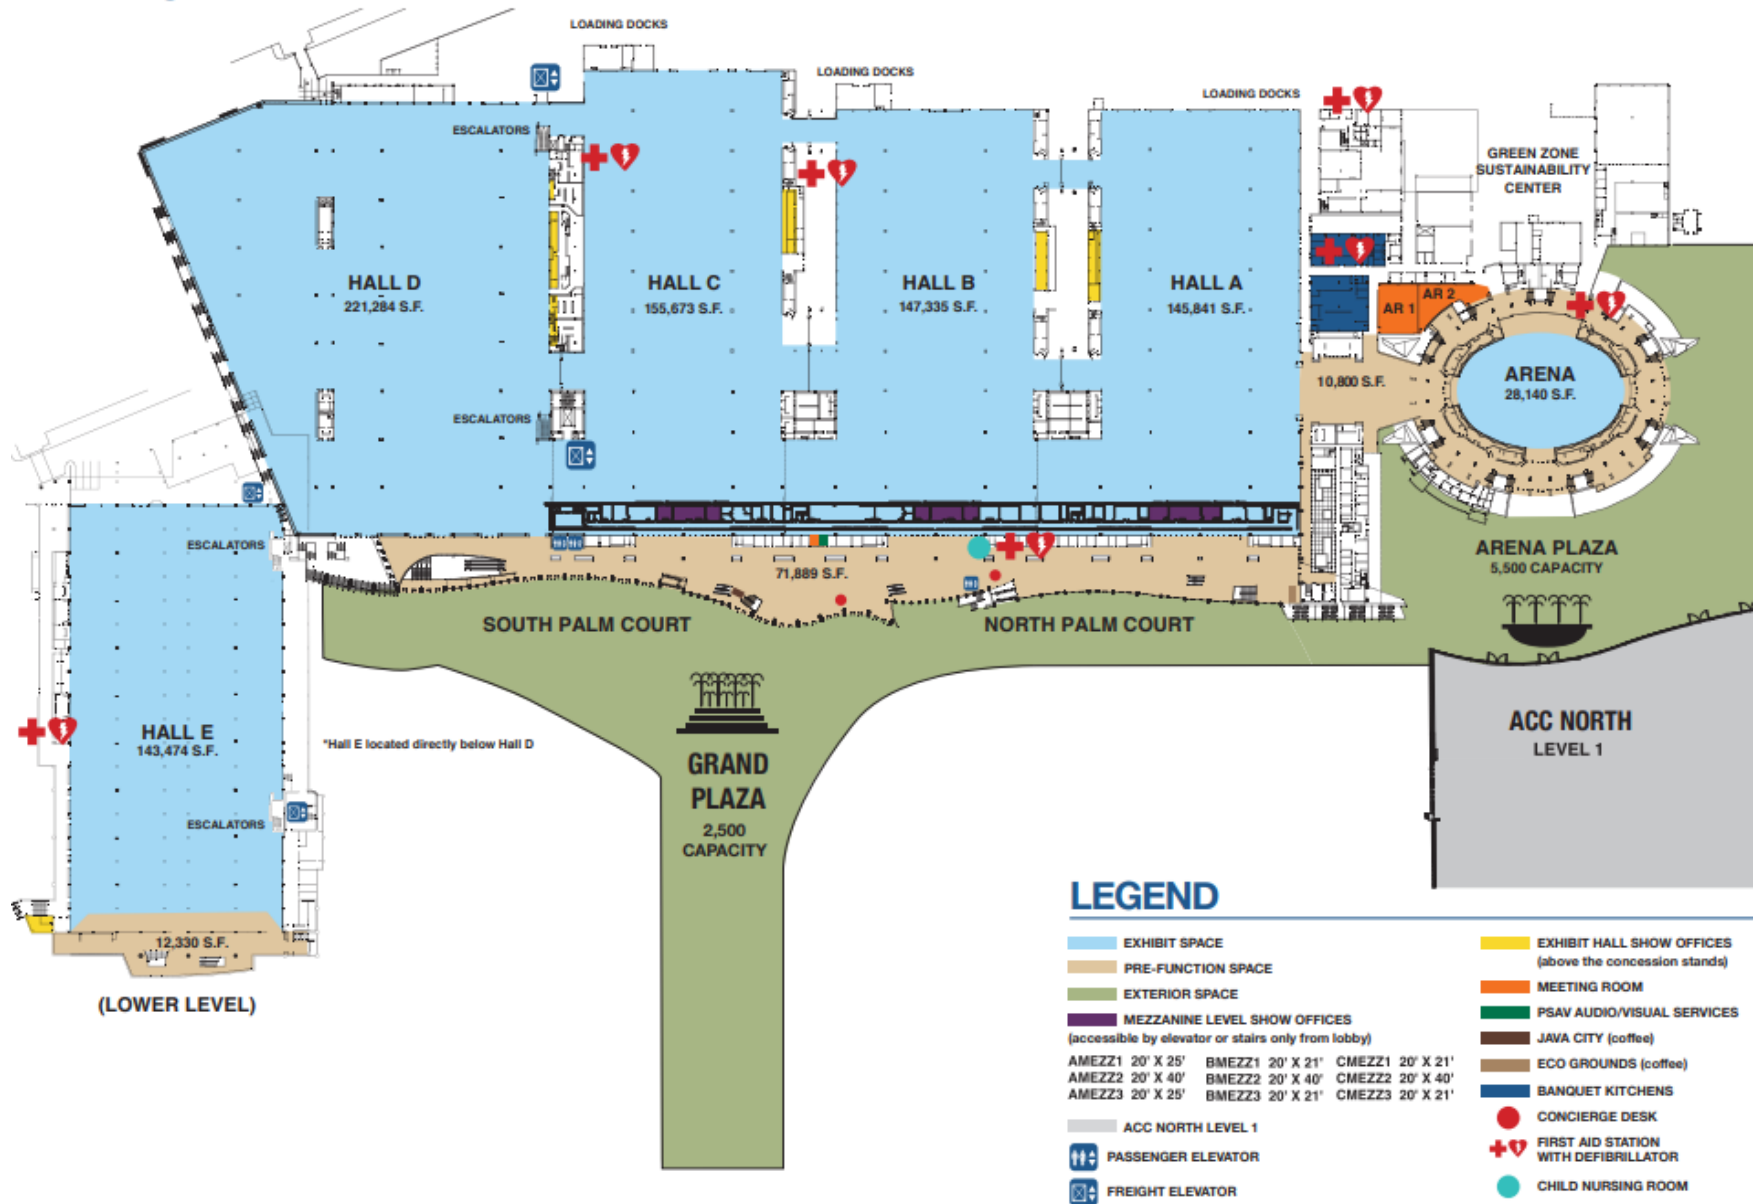 LOADING DOCKS
LOADING DOCKS
LOADING DOCKS
ESCALATORS
GREEN ZONE
SUSTAINABILITY
CENTER
HALL D
221,284 S.F.
HALL C
155,673 S.F.
HALL B
147,335 S.F.
HALL A
145,841 S.F.
AR 1
AR 2
10,800 S.F.
ARENA
28,140 S.F.
ESCALATORS
ESCALATORS
71,889 S.F.
ARENA PLAZA
5,500 CAPACITY
SOUTH PALM COURT
NORTH PALM COURT
HALL E
143,474 S.F.
*Hall E located directly below Hall D
GRAND
PLAZA
2,500
CAPACITY
ACC NORTH
LEVEL 1
ESCALATORS
12,330 S.F.
(LOWER LEVEL)
LEGEND
EXHIBIT SPACE
PRE-FUNCTION SPACE
EXTERIOR SPACE
MEZZANINE LEVEL SHOW OFFICES
(accessible by elevator or stairs only from lobby)
AMEZZ1 20' X 25' BMEZZ1 20' X 21' CMEZZ1 20' X 21'
AMEZZ2 20' X 40' BMEZZ2 20' X 40' CMEZZ2 20' X 40'
AMEZZ3 20' X 25' BMEZZ3 20' X 21' CMEZZ3 20' X 21'
ACC NORTH LEVEL 1
PASSENGER ELEVATOR
FREIGHT ELEVATOR
EXHIBIT HALL SHOW OFFICES
(above the concession stands)
MEETING ROOM
PSAV AUDIO/VISUAL SERVICES
JAVA CITY (coffee)
ECO GROUNDS (coffee)
BANQUET KITCHENS
CONCIERGE DESK
FIRST AID STATION
WITH DEFIBRILLATOR
CHILD NURSING ROOM